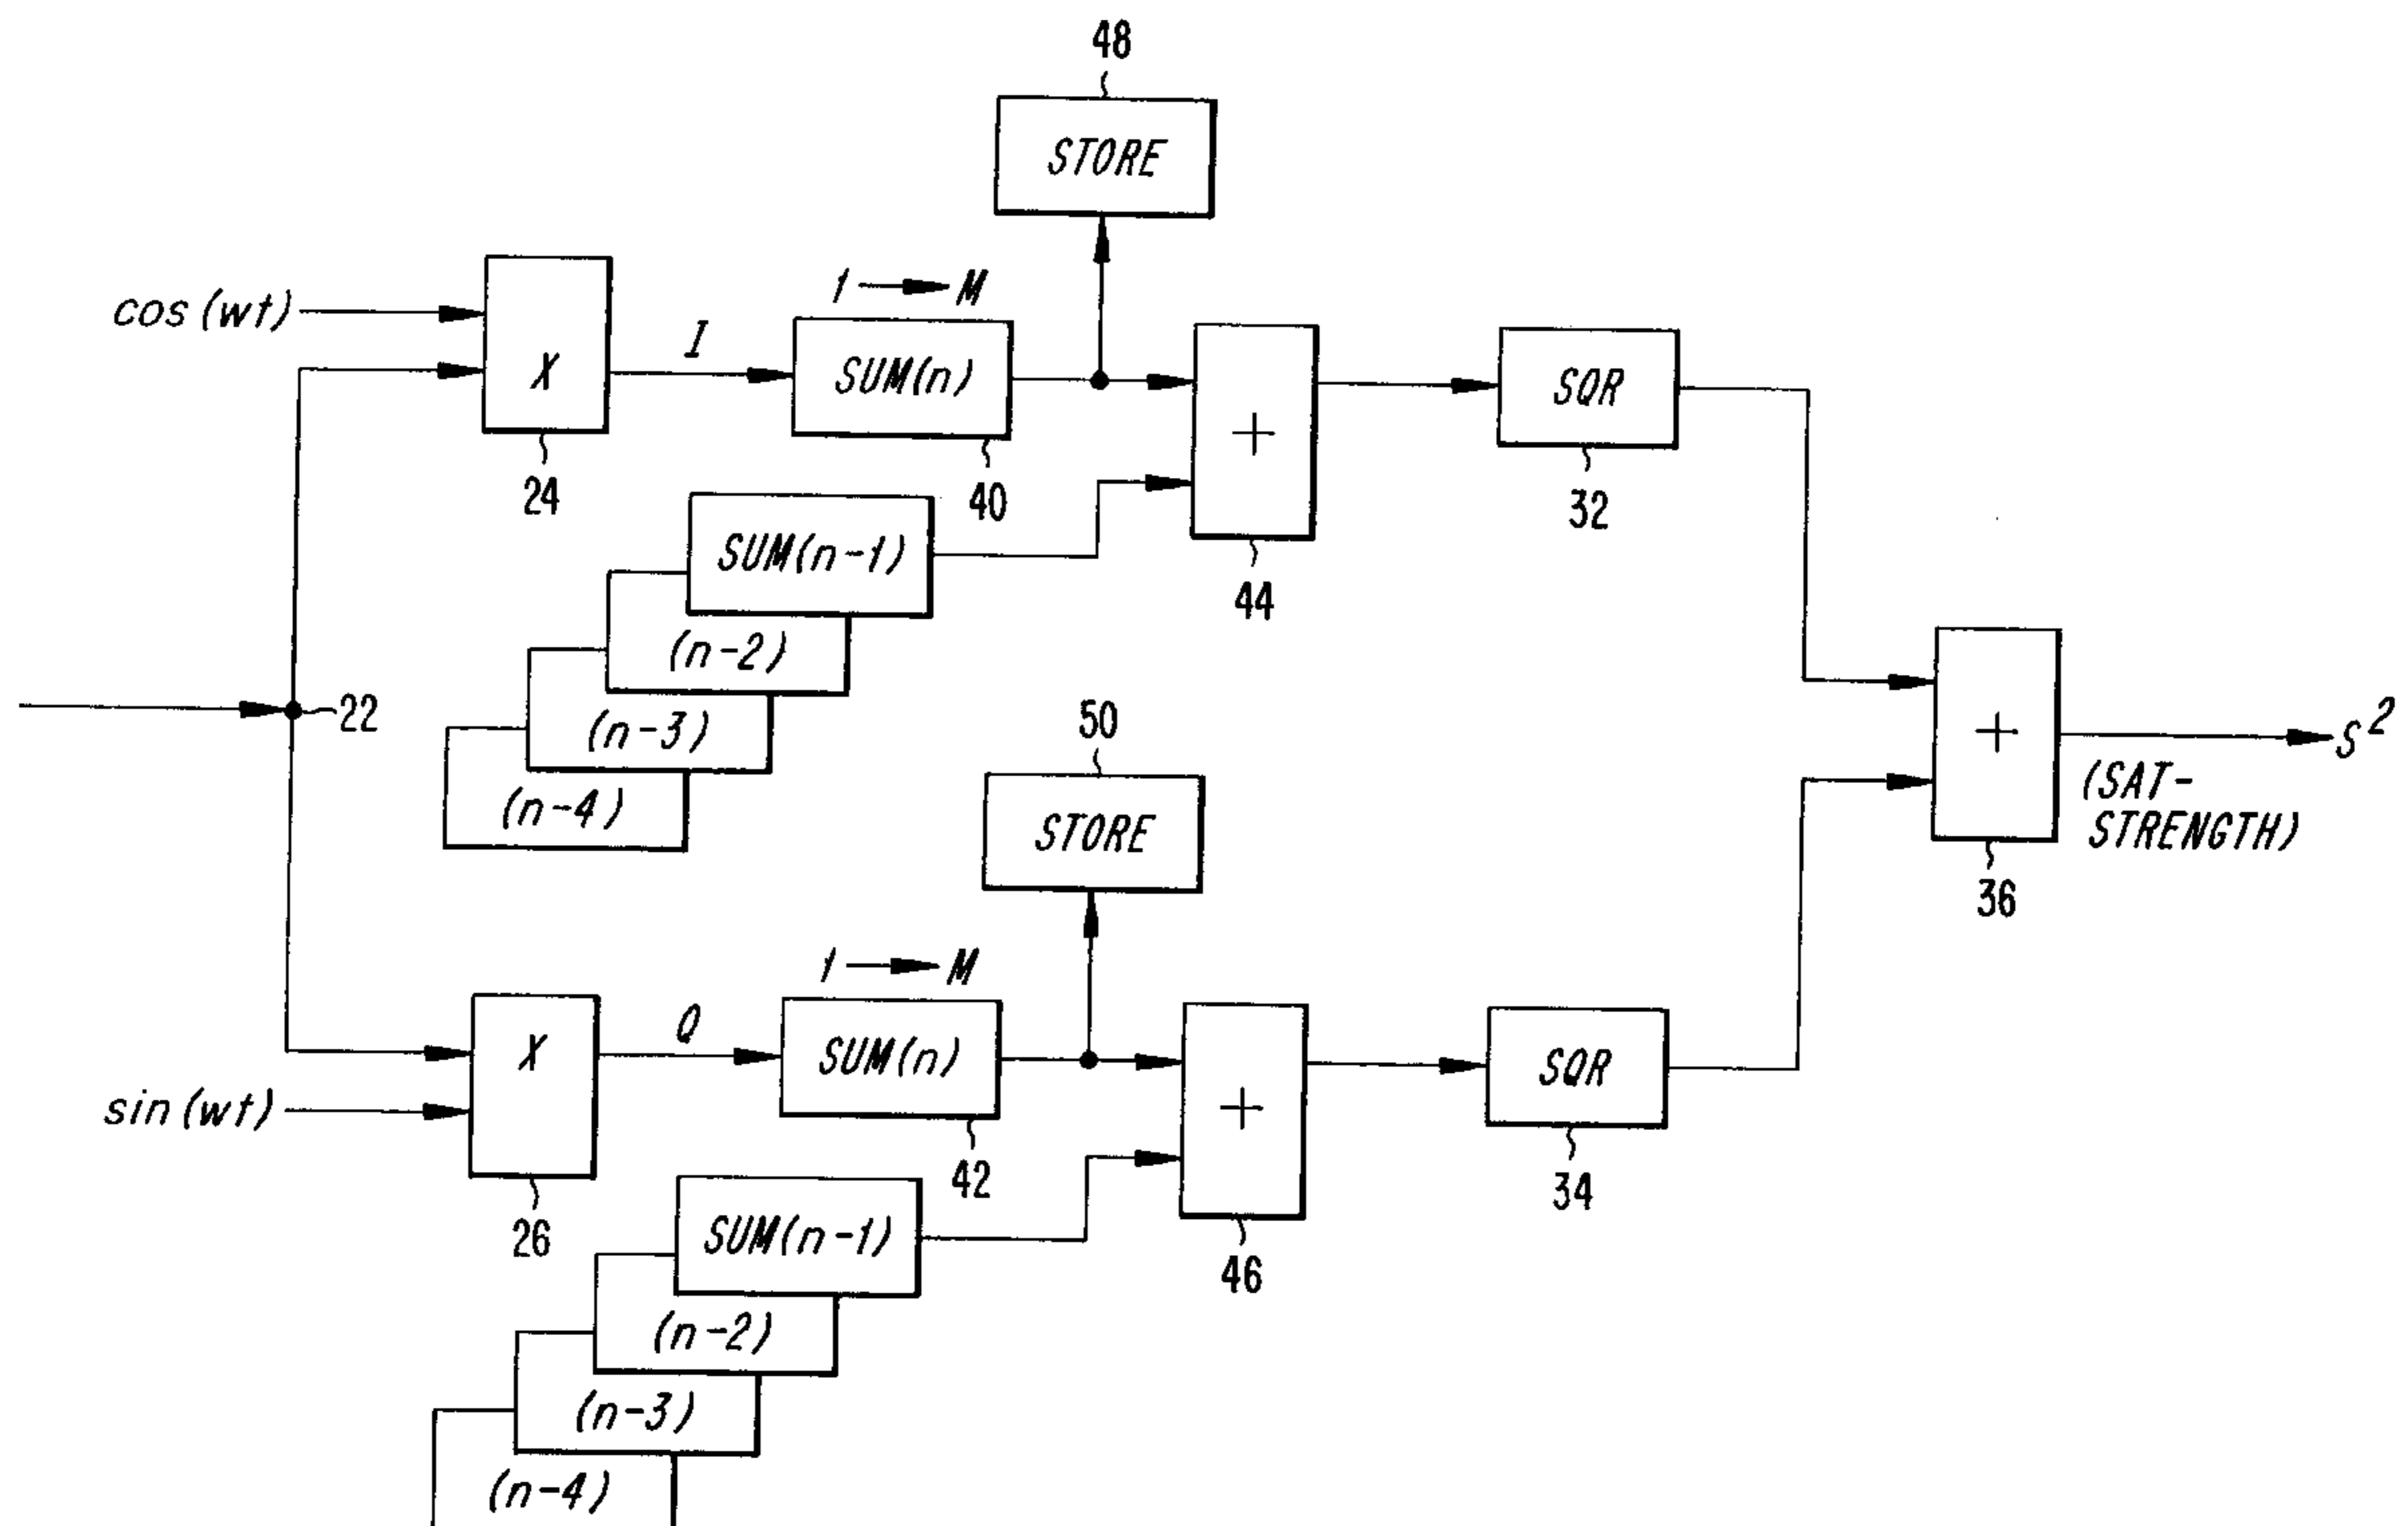 48
STORE
cos(wt)
X
24
I
1 → M
SUM(n)
40
+
44
SQR
32
SUM(n-1)
(n-2)
(n-3)
(n-4)
22
50
STORE
+
36
S²
(SAT-
STRENGTH)
sin(wt)
X
26
Q
1 → M
SUM(n)
42
+
46
SQR
34
SUM(n-1)
(n-2)
(n-3)
(n-4)